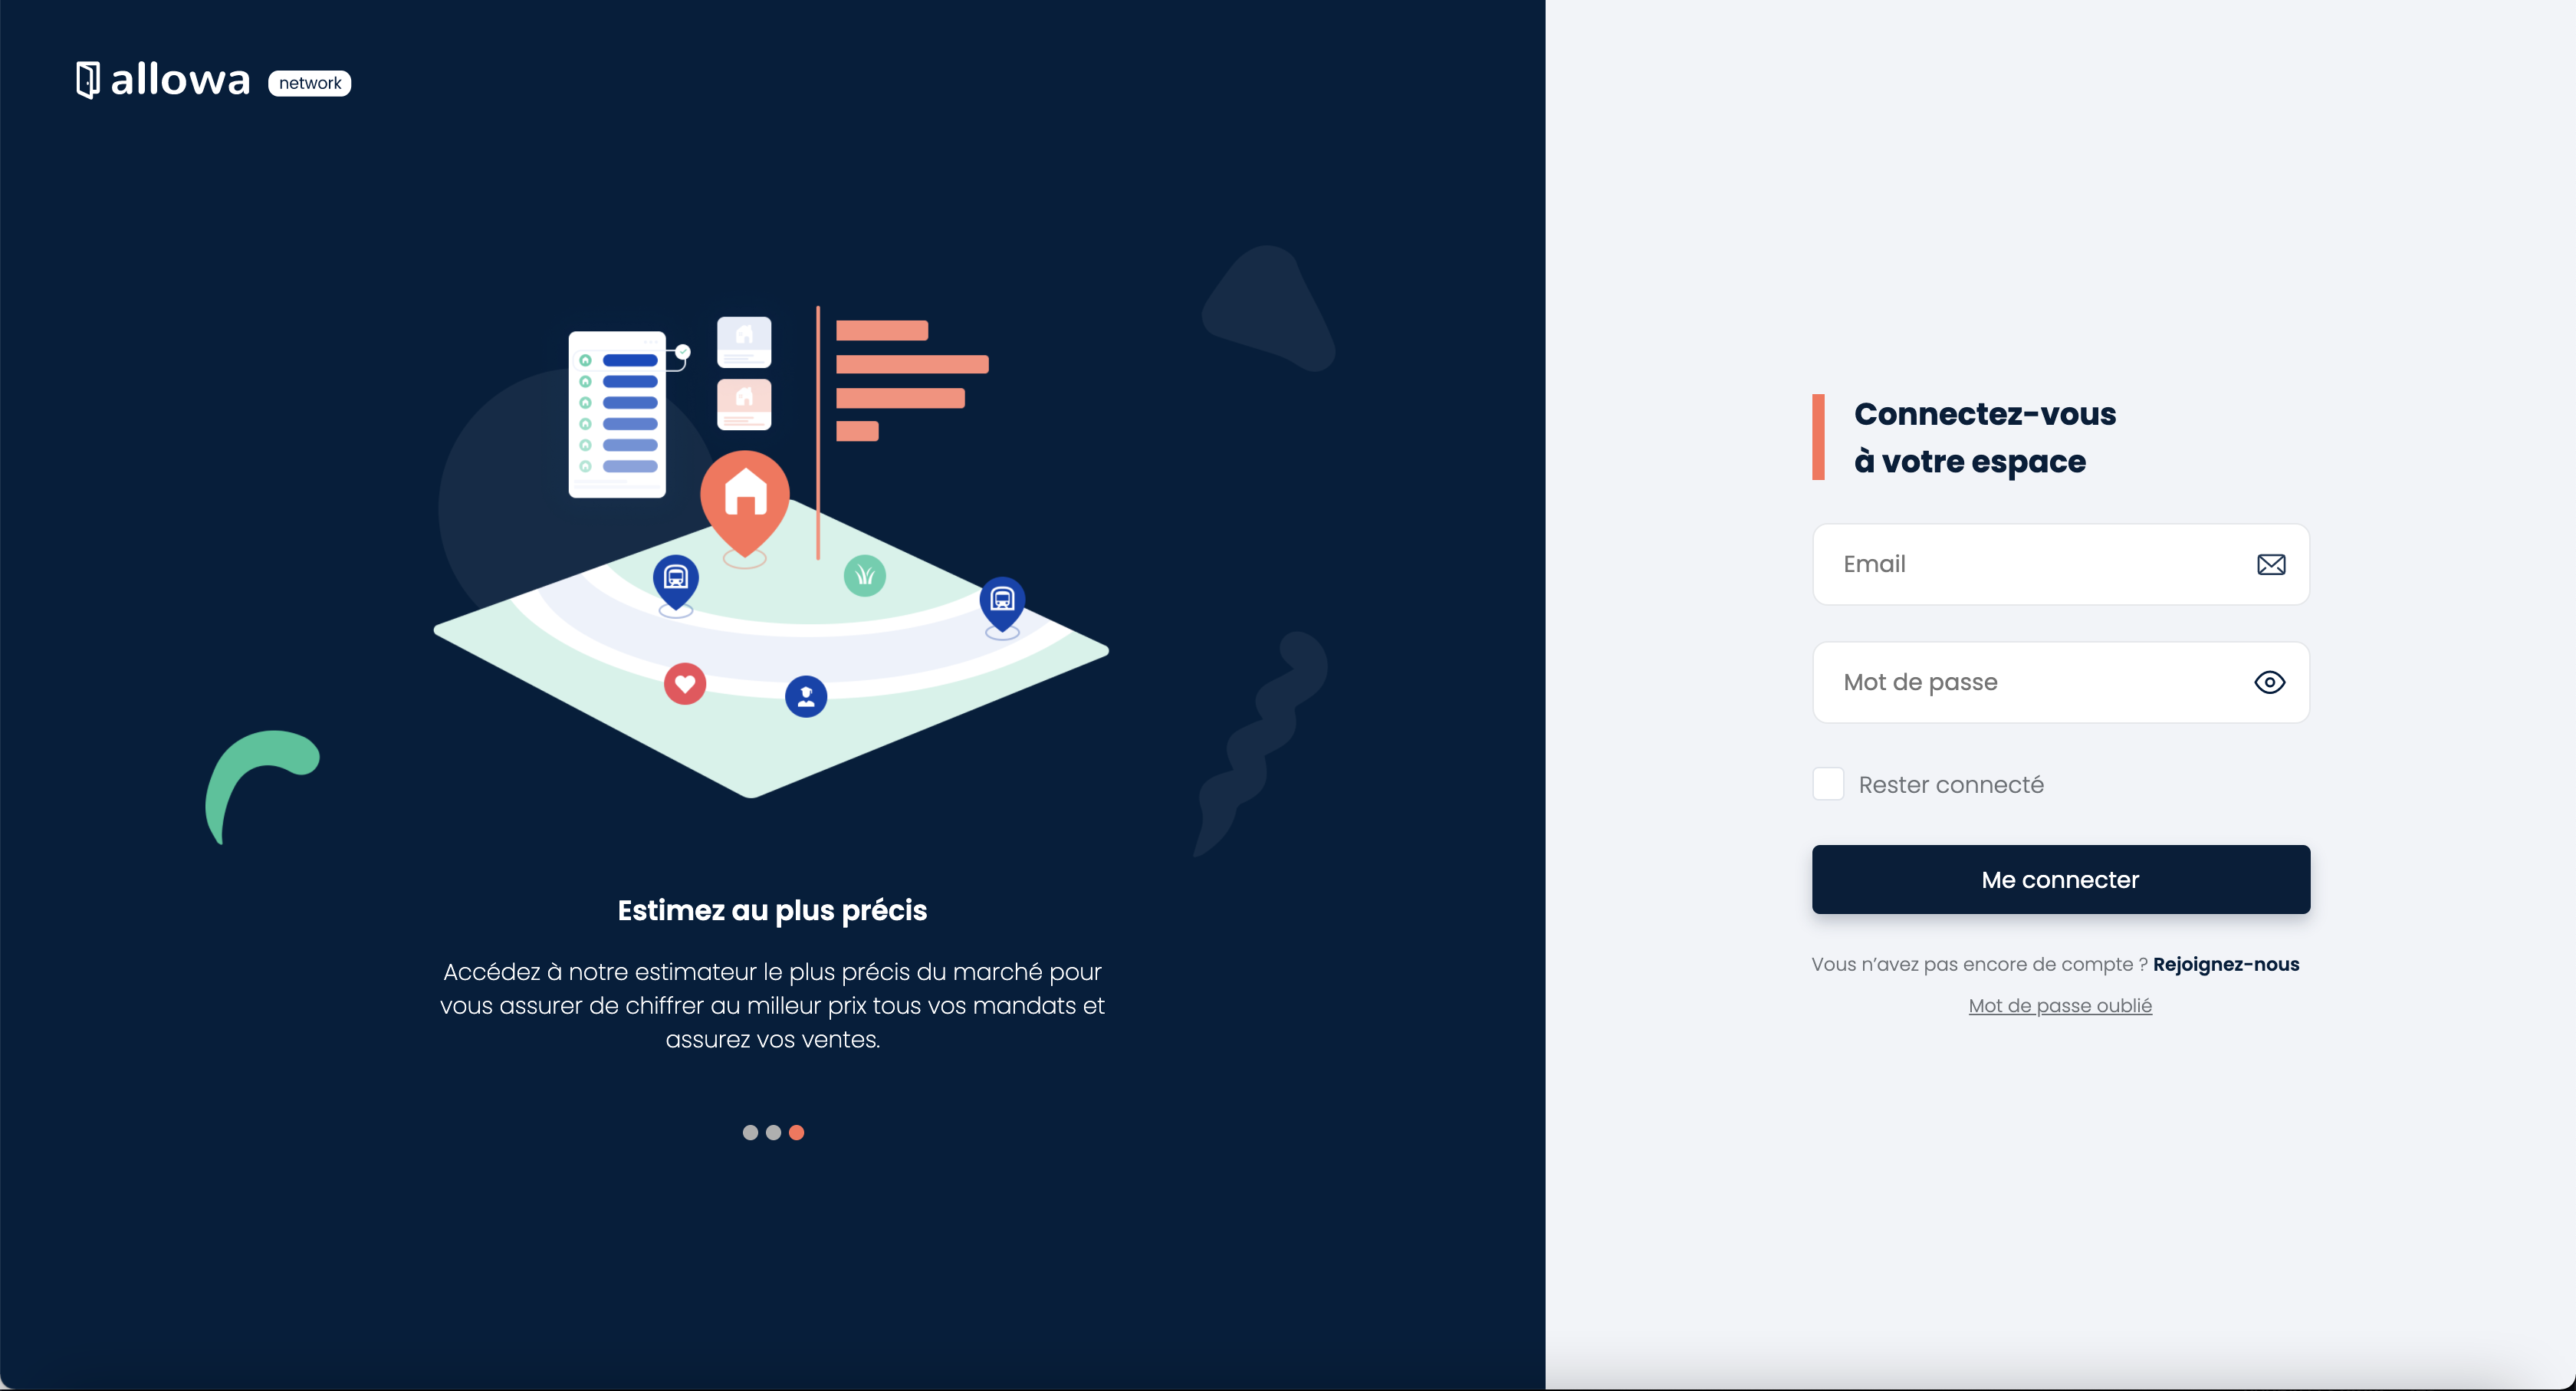 allowa network
Estimez au plus précis
Accédez à notre estimateur le plus précis du marché pour
vous assurer de chiffrer au milleur prix tous vos mandats et
assurez vos ventes.
Connectez-vous
à votre espace
Email
Mot de passe
Rester connecté
Me connecter
Vous n’avez pas encore de compte ? Rejoignez-nous
Mot de passe oublié